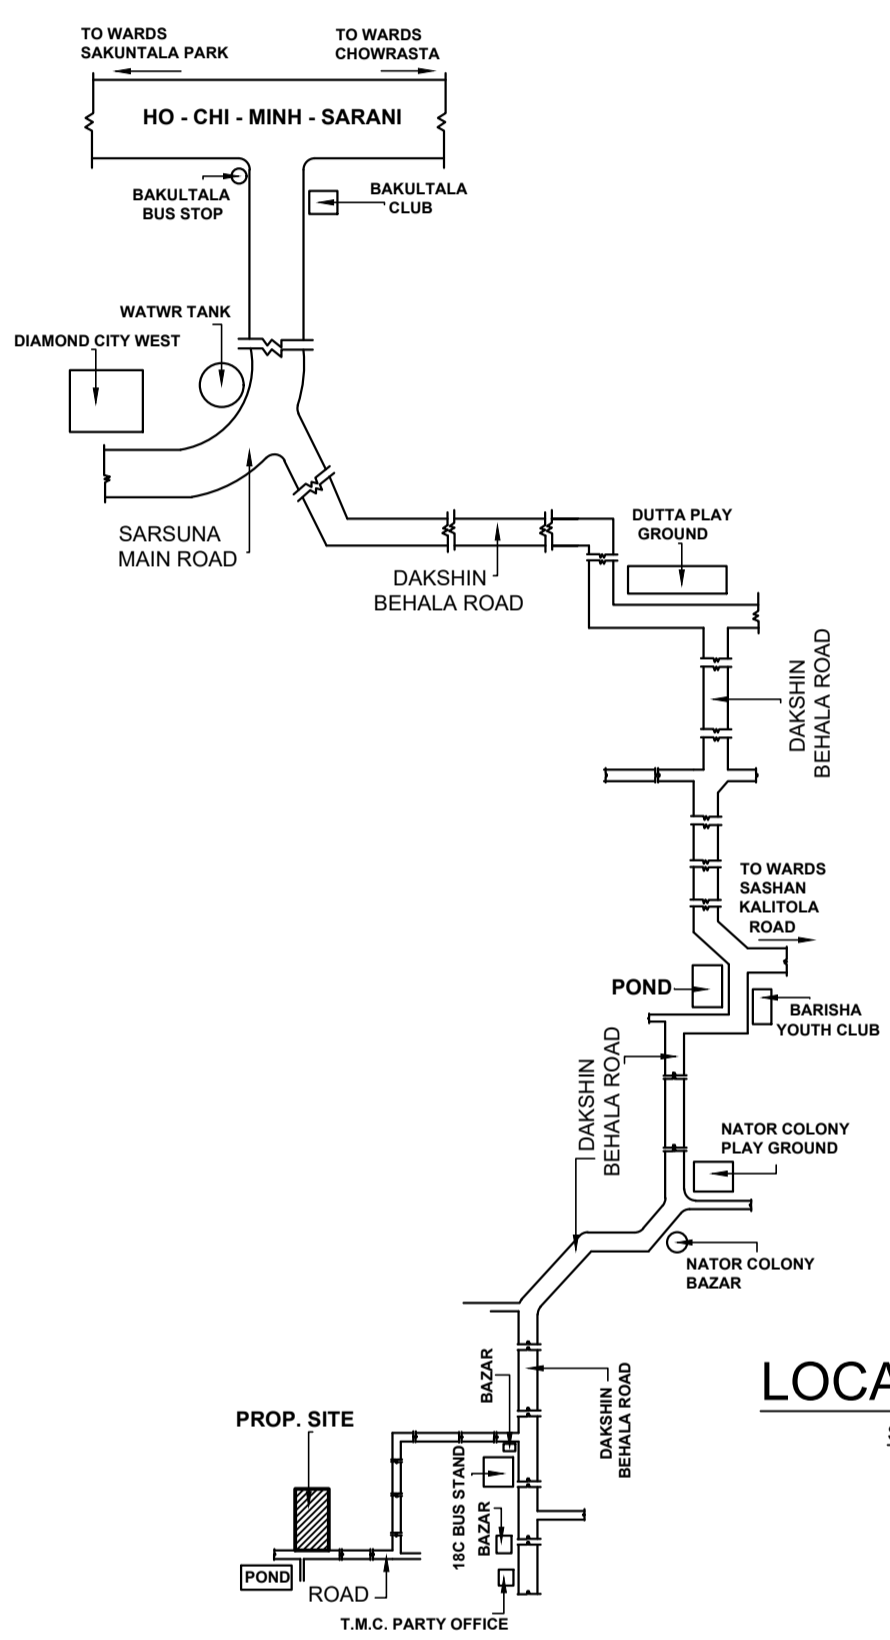 TO WARDS
SAKUNTALA PARK
TO WARDS
CHOWRASTA
HO - CHI - MINH - SARANI
BAKULTALA
BUS STOP
BAKULTALA
CLUB
WATWR TANK
DIAMOND CITY WEST
SARSUNA
MAIN ROAD
DAKSHIN
BEHALA ROAD
DUTTA PLAY
GROUND
DAKSHIN
BEHALA ROAD
TO WARDS
SASHAN
KALITOLA
ROAD
POND
BARISHA
YOUTH CLUB
DAKSHIN
BEHALA ROAD
NATOR COLONY
PLAY GROUND
NATOR COLONY
BAZAR
BAZAR
DAKSHIN
BEHALA ROAD
LOCA
PROP. SITE
18C BUS STAND
BAZAR
POND
ROAD
T.M.C. PARTY OFFICE